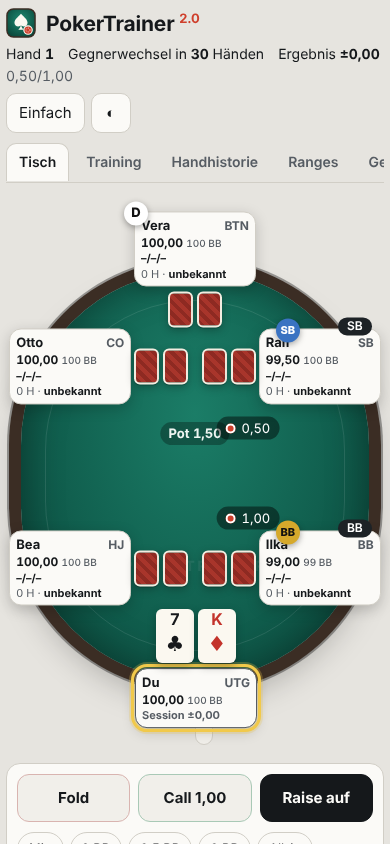 PokerTrainer 2.0
Hand 1 Gegnerwechsel in 30 Händen Ergebnis ±0,00
0,50/1,00
Einfach
Tisch Training Handhistorie Ranges
D
Vera BTN
100,00 100 BB
–/–/–
0 H · unbekannt
Otto CO
100,00 100 BB
–/–/–
0 H · unbekannt
SB
SB
SB
99,50 100 BB
–/–/–
0 H · unbekannt
Pot 1,50
0,50
1,00
Bea HJ
100,00 100 BB
–/–/–
0 H · unbekannt
BB
BB
Ilka BB
99,00 99 BB
–/–/–
0 H · unbekannt
7 K
Du UTG
100,00 100 BB
Session ±0,00
Fold Call 1,00 Raise auf